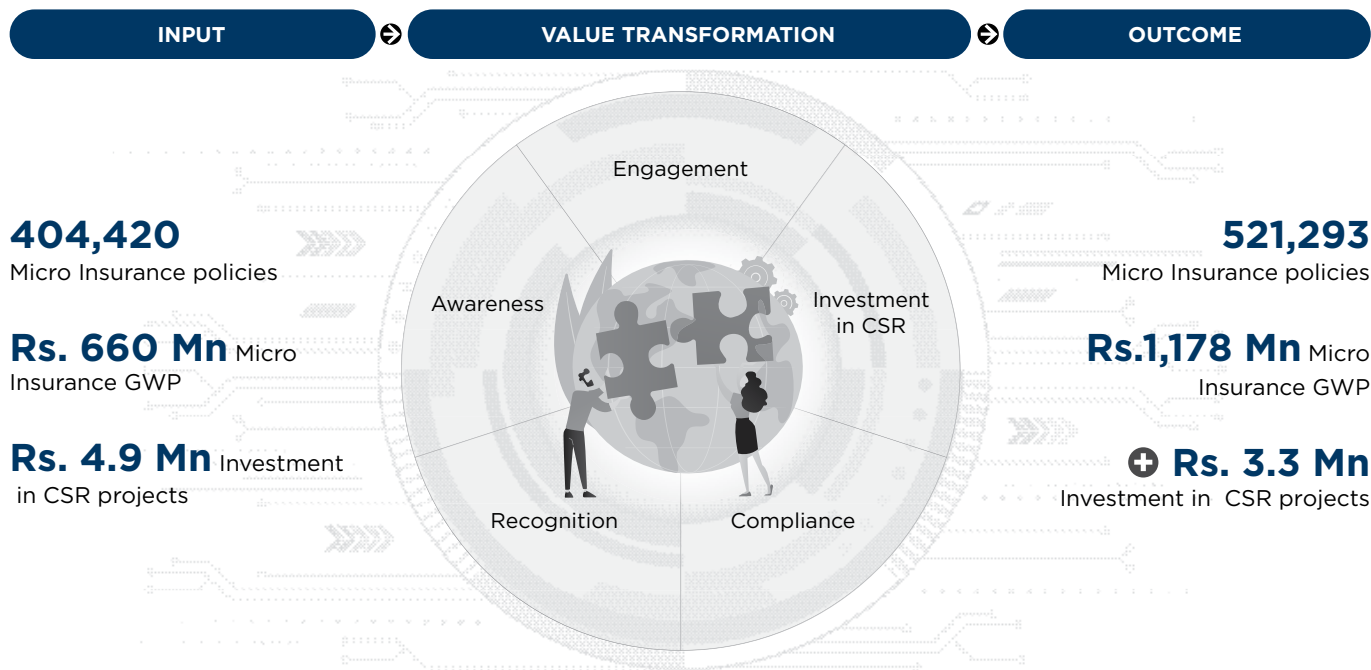 INPUT
VALUE TRANSFORMATION
OUTCOME
404,420
Micro Insurance policies
Rs. 660 Mn Micro
Insurance GWP
Rs. 4.9 Mn Investment
in CSR projects
Engagement
Awareness
Investment
in CSR
Recognition
Compliance
521,293
Micro Insurance policies
Rs.1,178 Mn Micro
Insurance GWP
+ Rs. 3.3 Mn
Investment in CSR projects